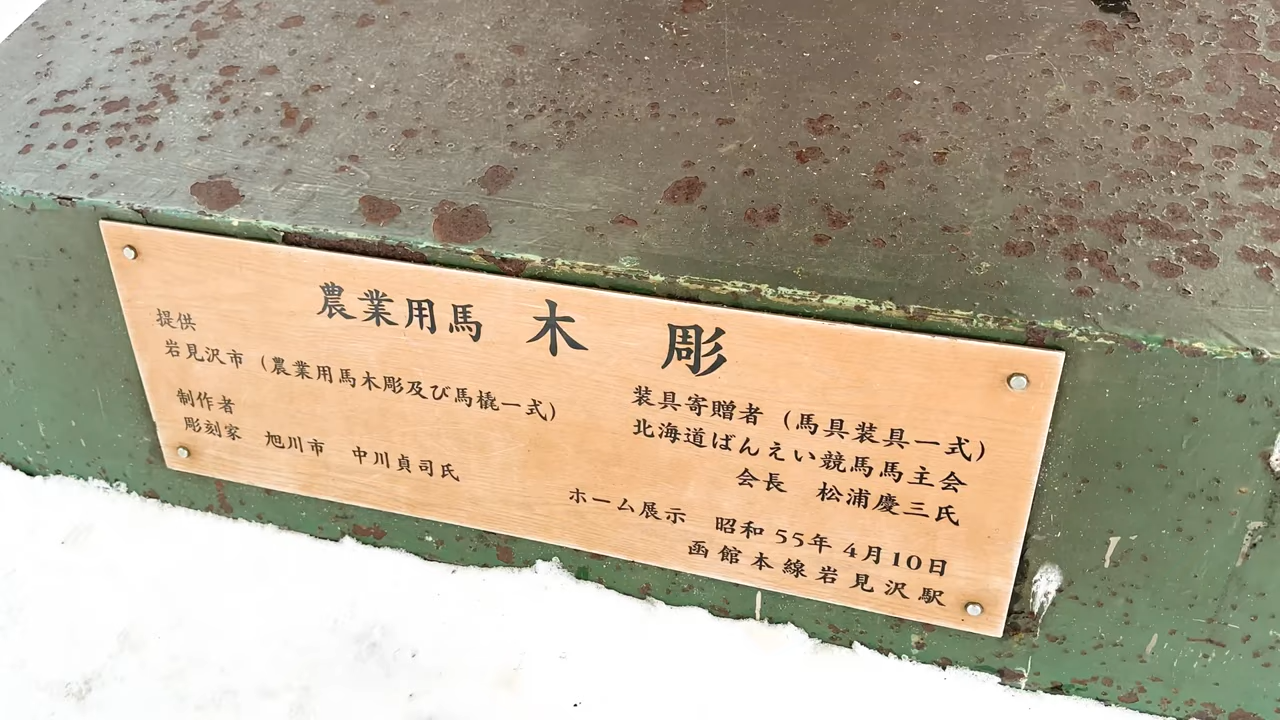 農業用馬 木 彫
提供
岩見沢市（農業用馬木彫及び馬橇一式）
制作者
彫刻家 旭川市 中川貞司氏
装具寄贈者（馬具装具一式）
北海道ばんえい競馬馬主会
会長 松浦慶三氏
ホーム展示 昭和55年4月10日
函館本線岩見沢駅